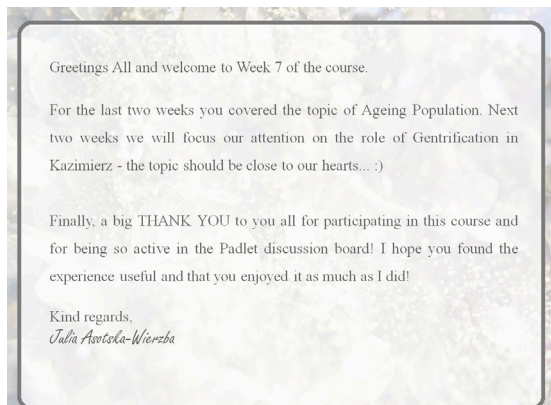 Greetings All and welcome to Week 7 of the course.
For the last two weeks you covered the topic of Ageing Population. Next
two weeks we will focus our attention on the role of Gentrification in
Kazimierz - the topic should be close to our hearts... :)
Finally, a big THANK YOU to you all for participating in this course and
for being so active in the Padlet discussion board! I hope you found the
experience useful and that you enjoyed it as much as I did!
Kind regards,
Julia Asotska-Wierzba